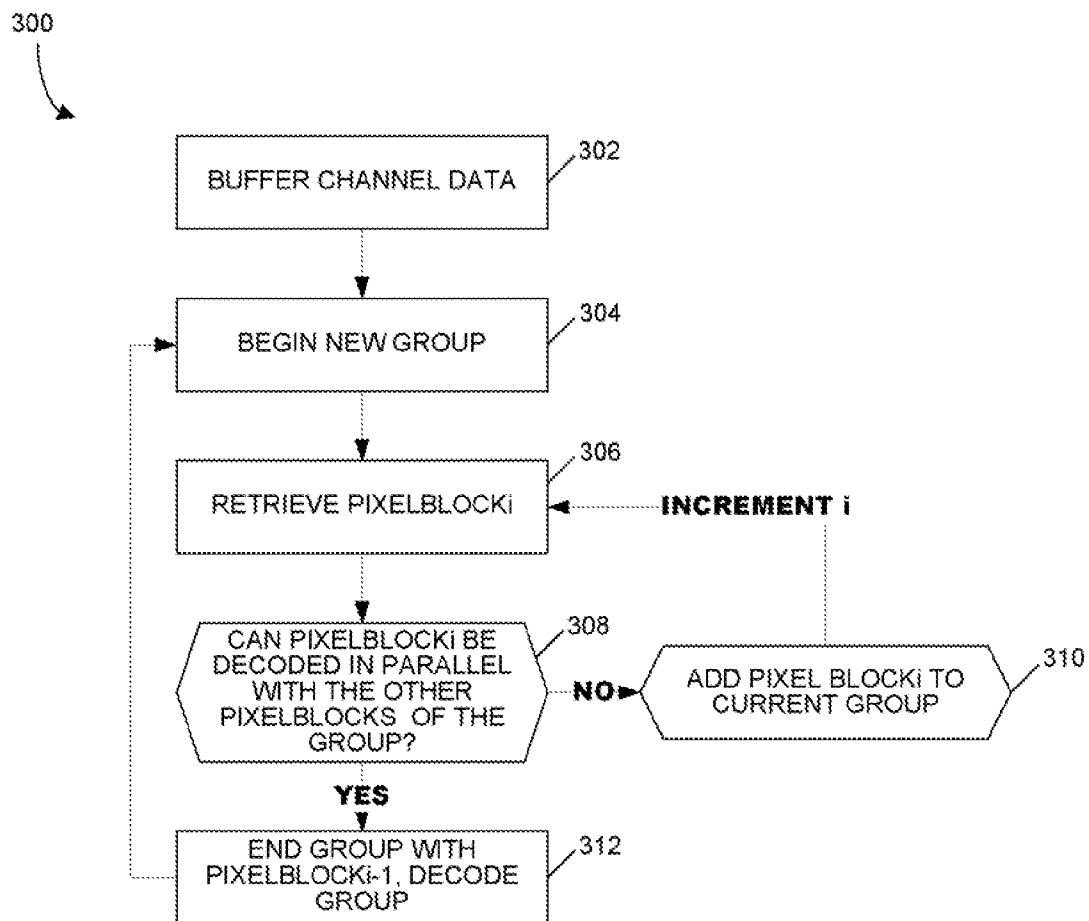 300
BUFFER CHANNEL DATA
302
BEGIN NEW GROUP
304
RETRIEVE PIXELBLOCKi
306
INCREMENT i
CAN PIXELBLOCKi BE
DECODED IN PARALLEL
WITH THE OTHER
PIXELBLOCKS OF THE
GROUP?
308
NO
ADD PIXEL BLOCKi TO
CURRENT GROUP
310
YES
END GROUP WITH
PIXELBLOCKi-1, DECODE
GROUP
312